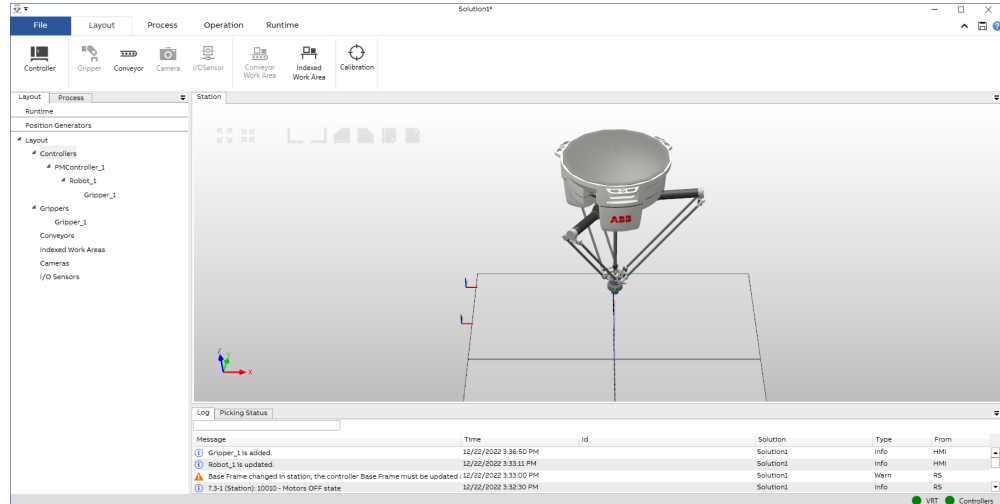 Solution1*
File Layout Process Operation Runtime
Controller Gripper Conveyor Camera I/OSensor Conveyor Work Area Indexed Work Area Calibration
Layout Process
Station
Runtime
Position Generators
Layout
Controllers
PMController_1
Robot_1
Gripper_1
Grippers
Gripper_1
Conveyors
Indexed Work Areas
Cameras
I/O Sensors
ABB
Z
Y
X
Log Picking Status
Message Time Id Solution Type From
Gripper_1 is added. 12/22/2022 3:36:50 PM Solution1 Info HMI
Robot_1 is updated. 12/22/2022 3:33:11 PM Solution1 Info HMI
Base Frame changed in station, the controller Base Frame must be updated 12/22/2022 3:33:00 PM Solution1 Warn RS
7.3-1 (Station): 10010 - Motors OFF state 12/22/2022 3:32:30 PM Solution1 Info RS
VRT Controllers